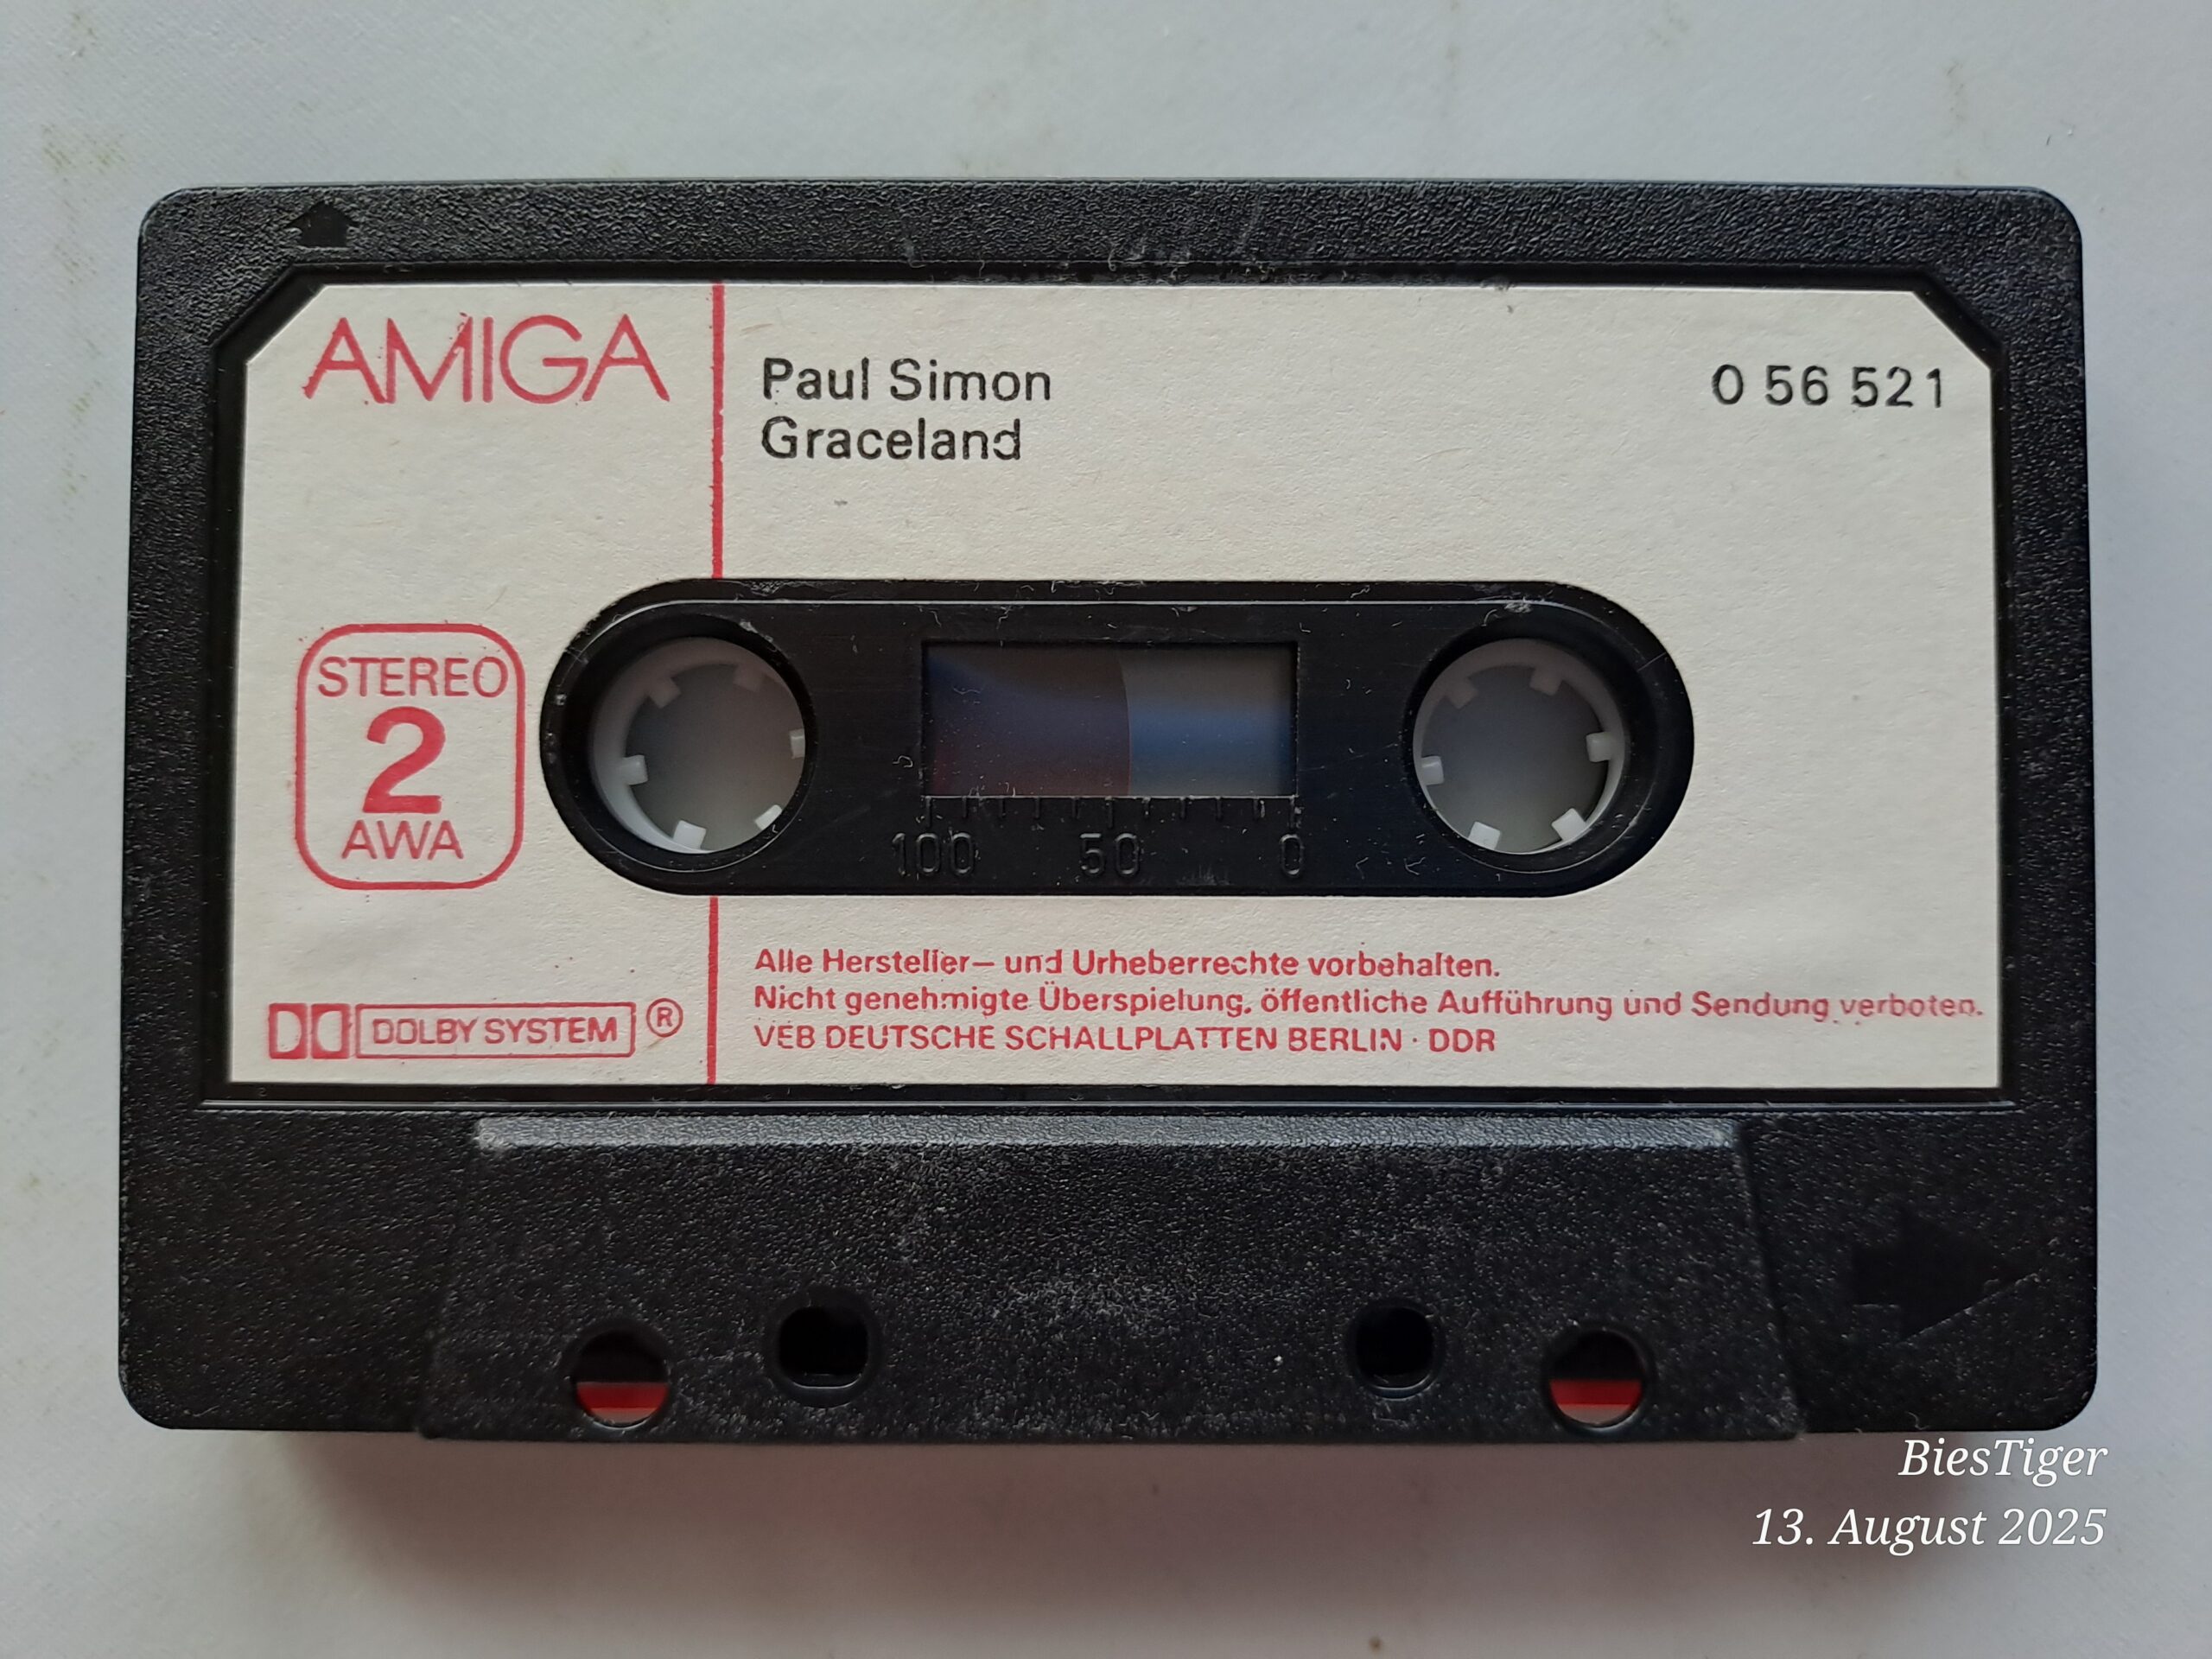 AMIGA
Paul Simon
Graceland
0 56 521
STEREO
2
AWA
100 50 0
Alle Hersteller- und Urheberrechte vorbehalten.
Nicht genehmigte Überspielung, öffentliche Aufführung und Sendung verboten.
VEB DEUTSCHE SCHALLPLATTEN BERLIN · DDR
DOLBY SYSTEM ®
BiesTiger
13. August 2025